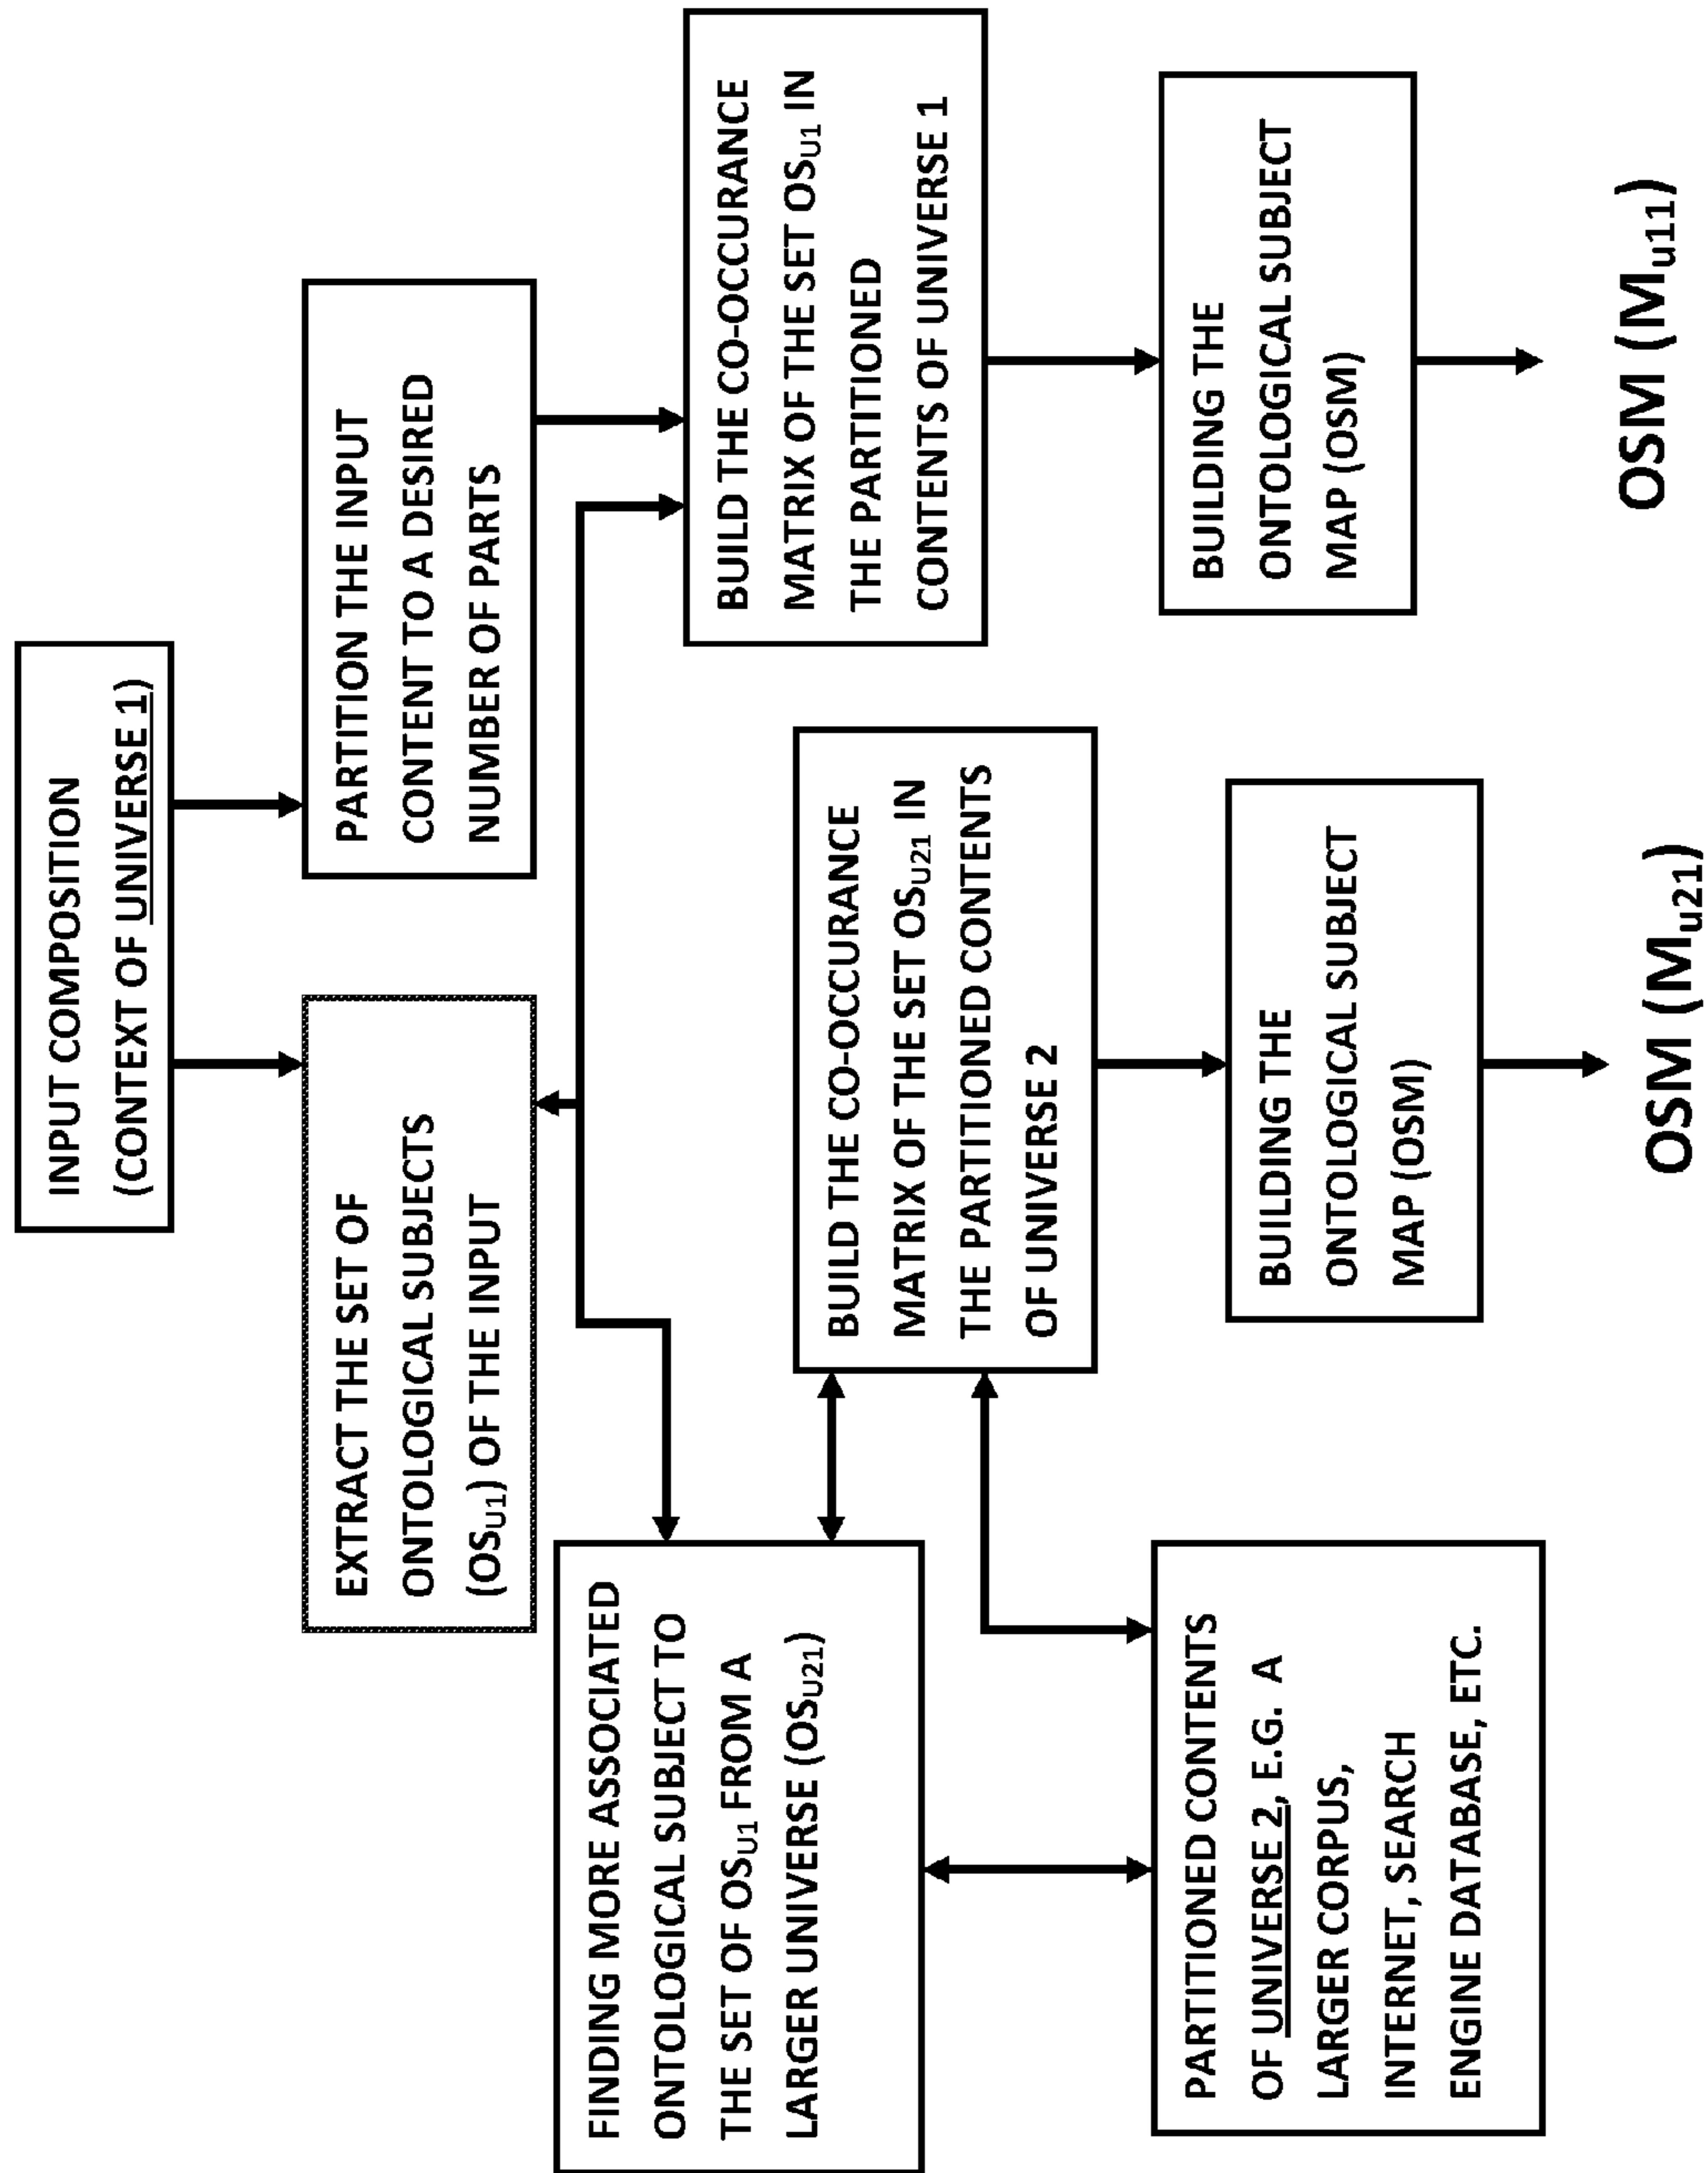 INPUT COMPOSITION
(CONTEXT OF UNIVERSE 1)
EXTRACT THE SET OF
ONTOLOGICAL SUBJECTS
(OSU1) OF THE INPUT
PARTITION THE INPUT
CONTENT TO A DESIRED
NUMBER OF PARTS
FINDING MORE ASSOCIATED
ONTOLOGICAL SUBJECT TO
THE SET OF OSU1 FROM A
LARGER UNIVERSE (OSU21)
BUILD THE CO-OCCURANCE
MATRIX OF THE SET OSU21 IN
THE PARTITIONED CONTENTS
OF UNIVERSE 2
BUILD THE CO-OCCURANCE
MATRIX OF THE SET OSU1 IN
THE PARTITIONED
CONTENTS OF UNIVERSE 1
PARTITIONED CONTENTS
OF UNIVERSE 2, E.G. A
LARGER CORPUS,
INTERNET, SEARCH
ENGINE DATABASE, ETC.
BUILDING THE
ONTOLOGICAL SUBJECT
MAP (OSM)
BUILDING THE
ONTOLOGICAL SUBJECT
MAP (OSM)
OSM (Mu21)
OSM (Mu11)